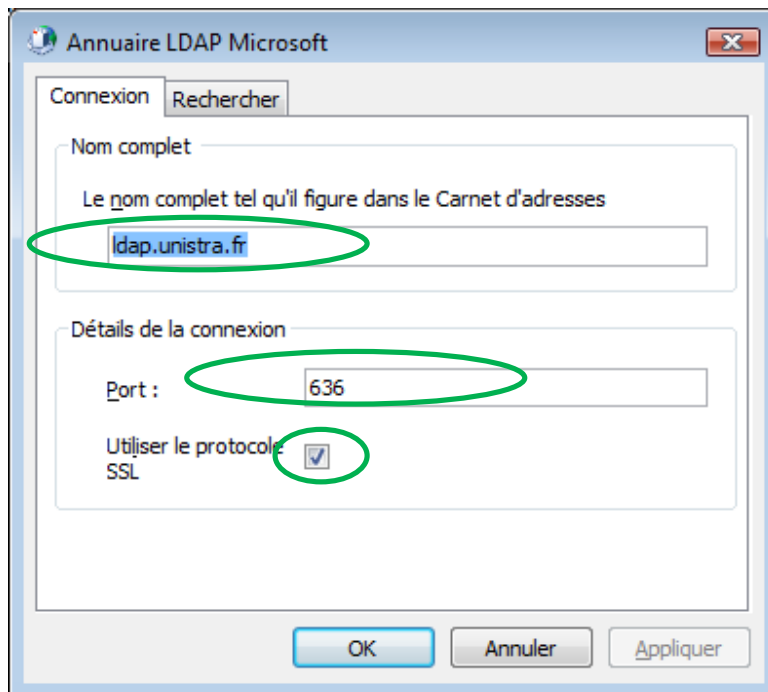 Annuaire LDAP Microsoft
Connexion
Rechercher
Nom complet
Le nom complet tel qu'il figure dans le Carnet d'adresses
ldap.unistra.fr
Détails de la connexion
Port :
636
Utiliser le protocole
SSL
OK
Annuler
Appliquer